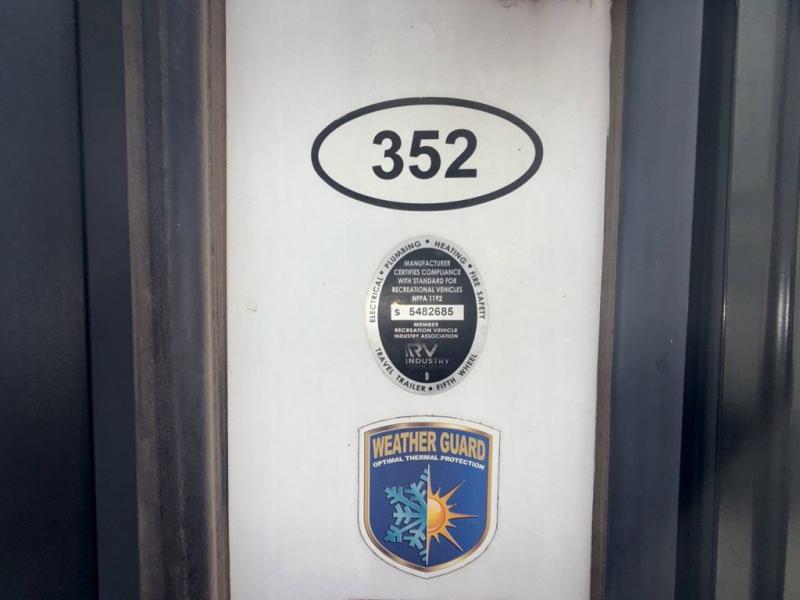 352
ELECTRICAL • PLUMBING • HEATING • FIRE SAFETY
MANUFACTURER
CERTIFIES COMPLIANCE
WITH STANDARD FOR
RECREATIONAL VEHICLES
NFPA 1192
S 5482685
MEMBER
RECREATION VEHICLE
INDUSTRY ASSOCIATION
RV
INDUSTRY
ASSOCIATION
D
TRAVEL TRAILER • FIFTH WHEEL
WEATHER GUARD
OPTIMAL THERMAL PROTECTION